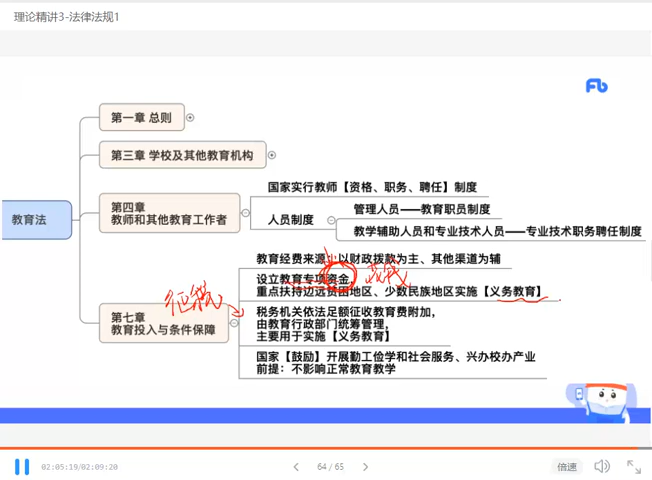 理论精讲3-法律法规1
Fb
教育法
第一章 总则
第三章 学校及其他教育机构
第四章
教师和其他教育工作者
国家实行教师【资格、职务、聘任】制度
人员制度
管理人员——教育职员制度
教学辅助人员和专业技术人员——专业技术职务聘任制度
第七章
教育投入与条件保障
教育经费来源：以财政拨款为主、其他渠道为辅
设立教育专项资金
重点扶持边远贫困地区、少数民族地区实施【义务教育】
税务机关依法足额征收教育费附加，
由教育行政部门统筹管理，
主要用于实施【义务教育】
国家【鼓励】开展勤工俭学和社会服务、兴办校办产业
前提：不影响正常教育教学
02:05:19/02:09:20
64 / 65
倍速